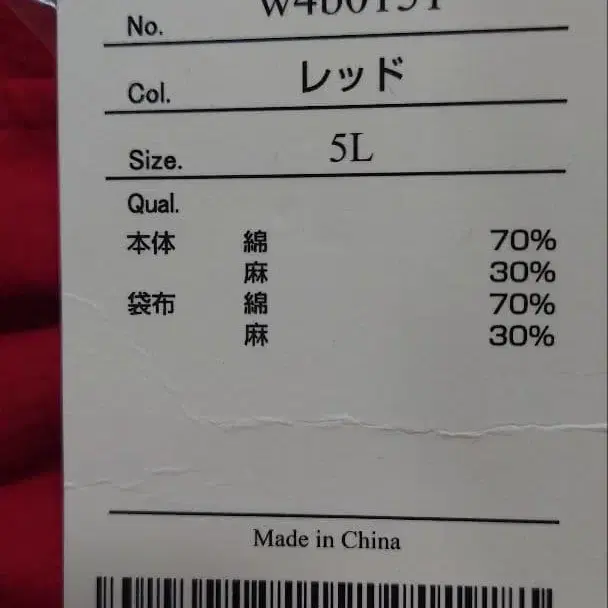 No.
Col. レッド
Size. 5L
Qual.
本体 綿 70%
麻 30%
袋布 綿 70%
麻 30%
Made in China